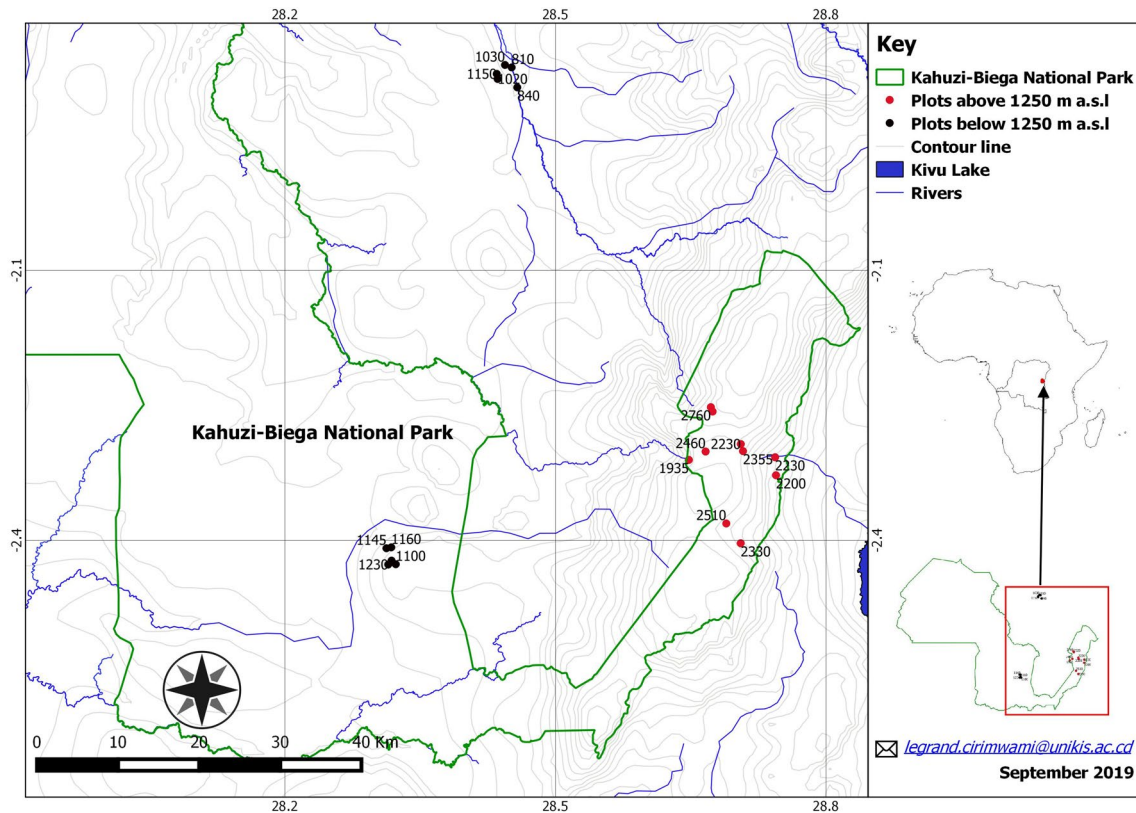 28.2 28.5 28.8
1030 810
1150 1020
840
-2.1 -2.1
2760
2460 2230
1935 2355 2230
2200
2510
2330
Kahuzi-Biega National Park
-2.4 -2.4
1145 1160
1230 1100
0 10 20 30 40 Km
28.2 28.5 28.8
Key
Kahuzi-Biega National Park
Plots above 1250 m a.s.l
Plots below 1250 m a.s.l
Contour line
Kivu Lake
Rivers
legrand.cirimwami@unikis.ac.cd
September 2019